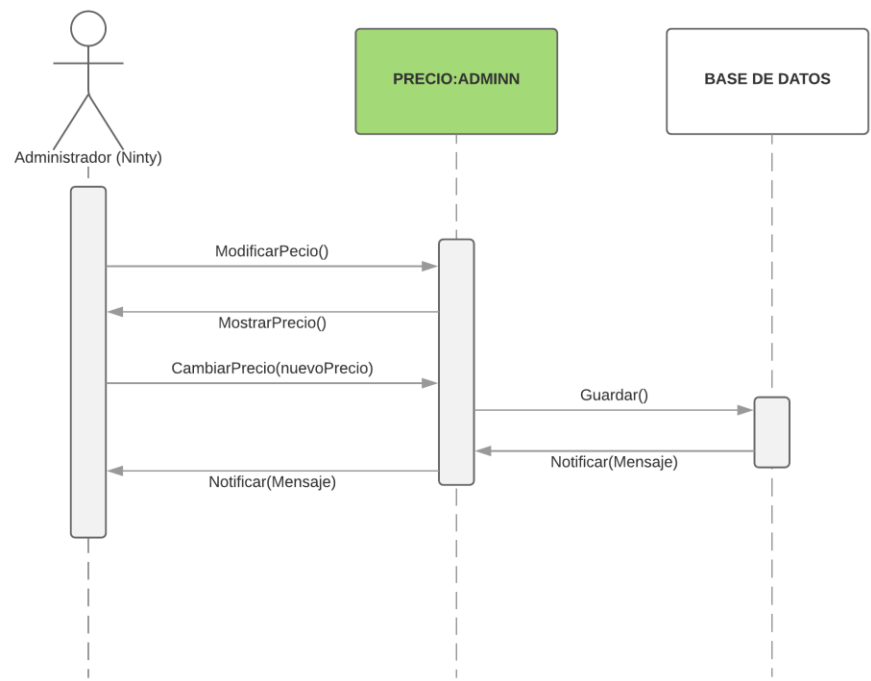 PRECIO:ADMINN
BASE DE DATOS
Administrador (Ninty)
ModificarPecio()
MostrarPrecio()
CambiarPrecio(nuevoPrecio)
Guardar()
Notificar(Mensaje)
Notificar(Mensaje)